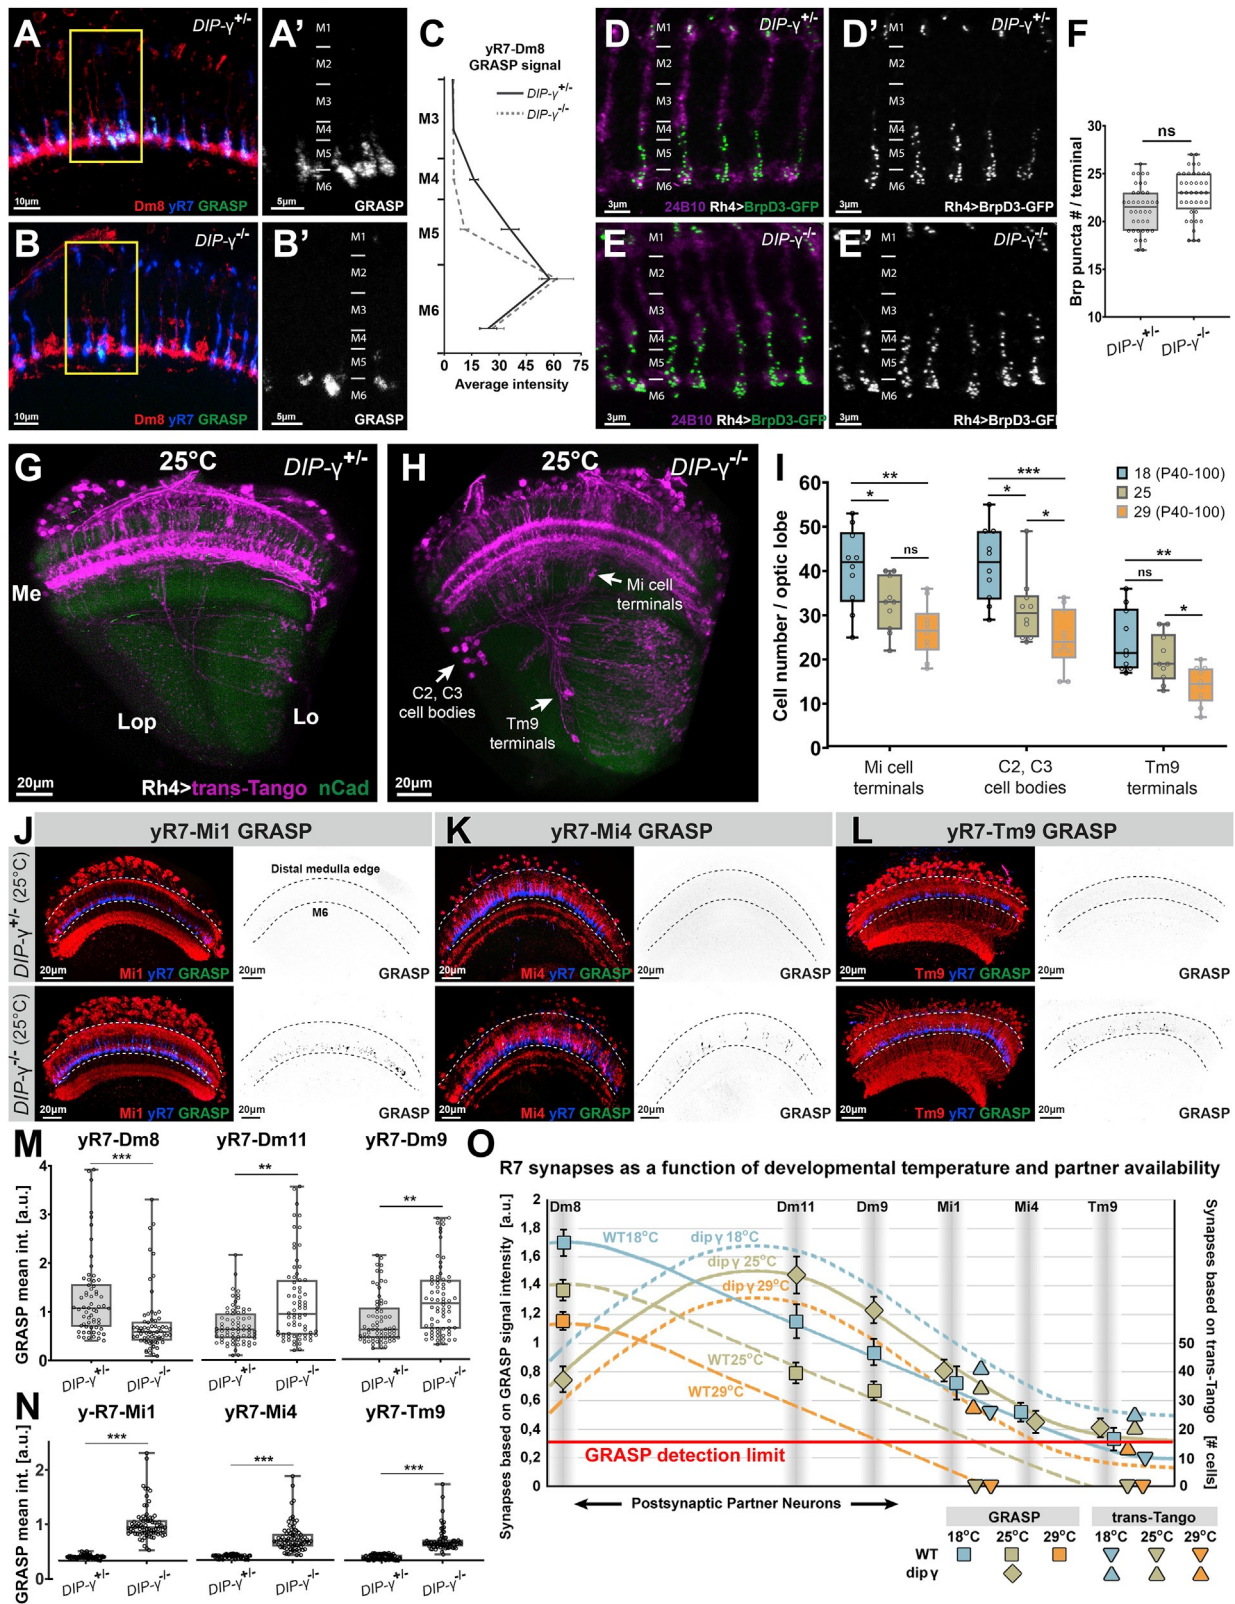 A
DIP-γ+/-
Dm8 yR7 GRASP
10µm
A'
M1
M2
M3
M4
M5
M6
5µm
GRASP
B
DIP-γ-/-
Dm8 yR7 GRASP
10µm
B'
M1
M2
M3
M4
M5
M6
5µm
GRASP
C
yR7-Dm8
GRASP signal
DIP-γ+/-
DIP-γ-/-
M3
M4
M5
M6
0 15 30 45 60 75
Average intensity
D
DIP-γ+/-
M1
M2
M3
M4
M5
M6
3µm
24B10 Rh4>BrpD3-GFP
D'
DIP-γ+/-
M1
M2
M3
M4
M5
M6
3µm
Rh4>BrpD3-GFP
E
DIP-γ-/-
M1
M2
M3
M4
M5
M6
3µm
24B10 Rh4>BrpD3-GFP
E'
DIP-γ-/-
M1
M2
M3
M4
M5
M6
3µm
Rh4>BrpD3-GFP
F
Brp puncta # / terminal
30
25
20
15
10
ns
DIP-γ+/- DIP-γ-/-
G
25°C
DIP-γ+/-
Me
Lop
Lo
20µm
Rh4>trans-Tango nCad
H
25°C
DIP-γ-/-
Mi cell
terminals
C2, C3
cell bodies
Tm9
terminals
20µm
I
Cell number / optic lobe
60
50
40
30
20
10
0
18 (P40-100)
25
29 (P40-100)
**
*
ns
***
*
*
**
ns
*
Mi cell
terminals
C2, C3
cell bodies
Tm9
terminals
J
yR7-Mi1 GRASP
K
yR7-Mi4 GRASP
L
yR7-Tm9 GRASP
DIP-γ+/- (25°C)
20µm
Mi1 yR7 GRASP
Distal medulla edge
M6
20µm
GRASP
20µm
Mi4 yR7 GRASP
20µm
GRASP
20µm
Tm9 yR7 GRASP
20µm
GRASP
DIP-γ-/- (25°C)
20µm
Mi1 yR7 GRASP
20µm
GRASP
20µm
Mi4 yR7 GRASP
20µm
GRASP
20µm
Tm9 yR7 GRASP
20µm
GRASP
M
yR7-Dm8 yR7-Dm11 yR7-Dm9
*** ** **
GRASP mean int. [a.u.]
4
3
2
1
0
DIP-γ+/- DIP-γ-/- DIP-γ+/- DIP-γ-/- DIP-γ+/- DIP-γ-/-
N
y-R7-Mi1 yR7-Mi4 yR7-Tm9
*** *** ***
GRASP mean int. [a.u.]
2
1
0
DIP-γ+/- DIP-γ-/- DIP-γ+/- DIP-γ-/- DIP-γ+/- DIP-γ-/-
O
R7 synapses as a function of developmental temperature and partner availability
Synapses based on GRASP signal intensity [a.u.]
2
1,8
1,6
1,4
1,2
1
0,8
0,6
0,4
0,2
0
Dm8 Dm11 Dm9 Mi1 Mi4 Tm9
WT18°C
dip γ 18°C
dip γ 25°C
dip γ 29°C
WT25°C
WT29°C
GRASP detection limit
Synapses based on trans-Tango [# cells]
50
40
30
20
10
0
Postsynaptic Partner Neurons
GRASP trans-Tango
18°C 25°C 29°C 18°C 25°C 29°C
WT
dip γ